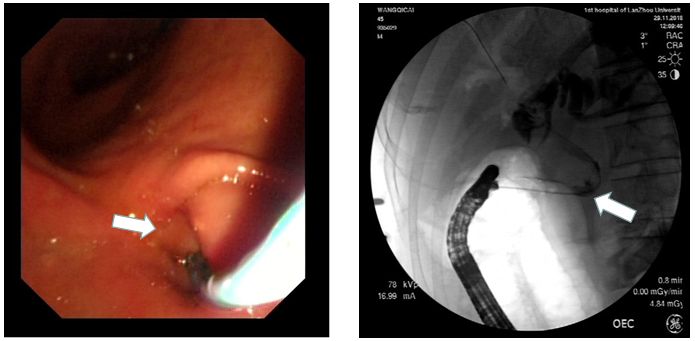 WANGQICAI
45
M
1st hospital of LanZhou Universit
29.11.2018
12:09:40
3° RAO
1° CRA
25
35
78 kVp
16.99 mA
0.8 min
0.00 mGy/min
4.84 mGy
OEC